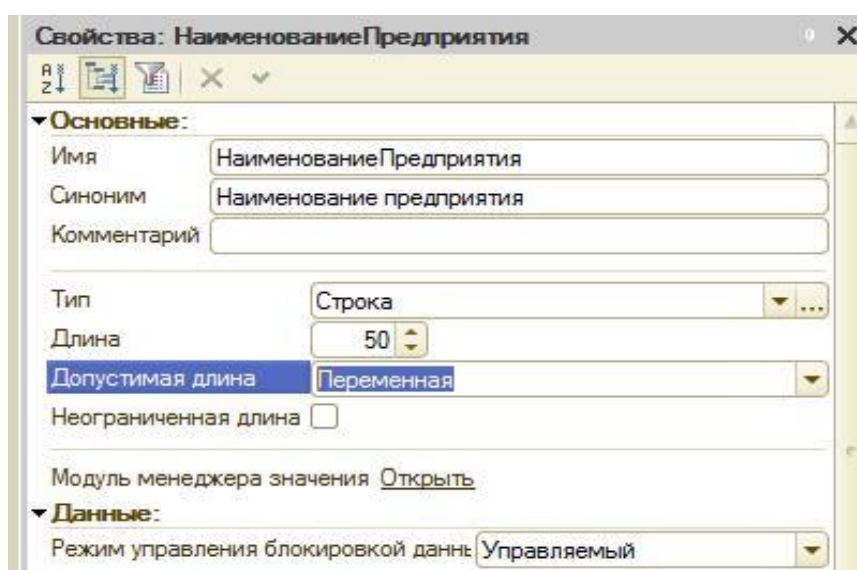 Свойства: НаименованиеПредприятия
Основные:
Имя НаименованиеПредприятия
Синоним Наименование предприятия
Комментарий
Тип Строка ...
Длина 50
Допустимая длина Переменная
Неограниченная длина
Модуль менеджера значения Открыть
Данные:
Режим управления блокировкой данны Управляемый